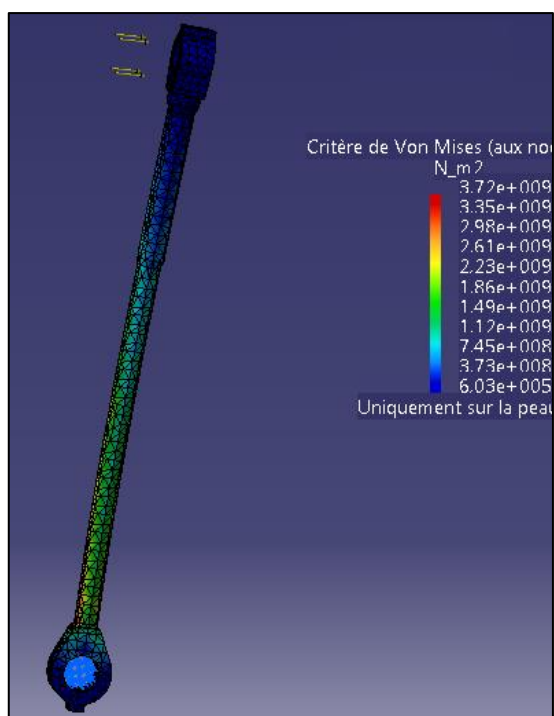 Critère de Von Mises (aux noe
N_m2
3.72e+009
3.35e+009
2.98e+009
2.61e+009
2.23e+009
1.86e+009
1.49e+009
1.12e+009
7.45e+008
3.73e+008
6.03e+005
Uniquement sur la peau